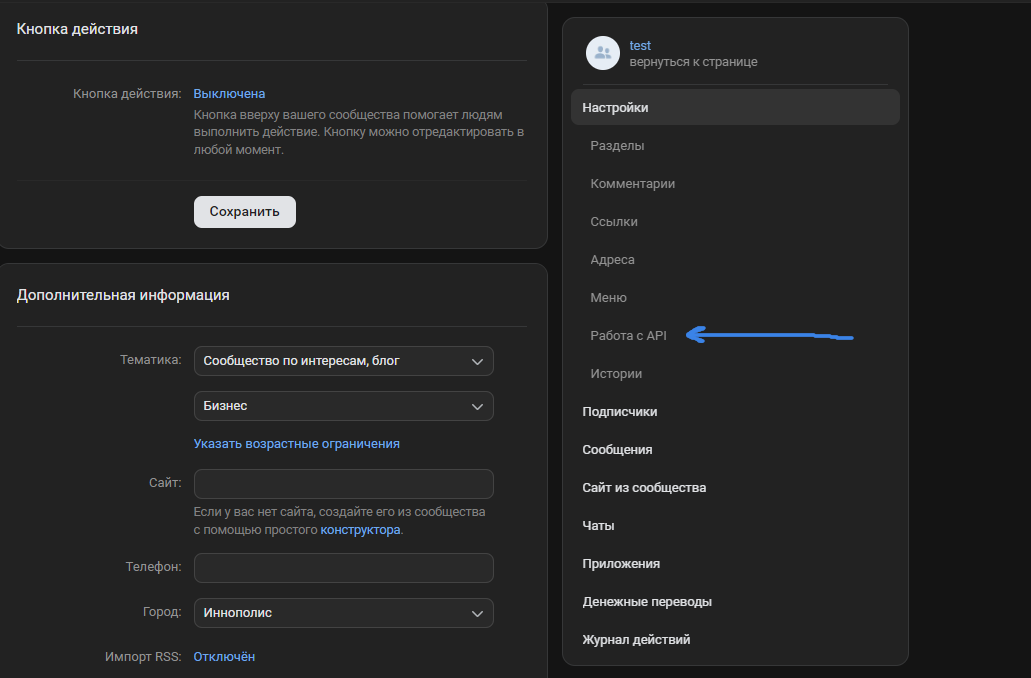 Кнопка действия
Кнопка действия: Выключена
Кнопка вверху вашего сообщества помогает людям
выполнить действие. Кнопку можно отредактировать в
любой момент.
Сохранить
Дополнительная информация
Тематика: Сообщество по интересам, блог
Бизнес
Указать возрастные ограничения
Сайт:
Если у вас нет сайта, создайте его из сообщества
с помощью простого конструктора.
Телефон:
Город: Иннополис
Импорт RSS: Отключён
test
вернуться к странице
Настройки
Разделы
Комментарии
Ссылки
Адреса
Меню
Работа с API
Истории
Подписчики
Сообщения
Сайт из сообщества
Чаты
Приложения
Денежные переводы
Журнал действий